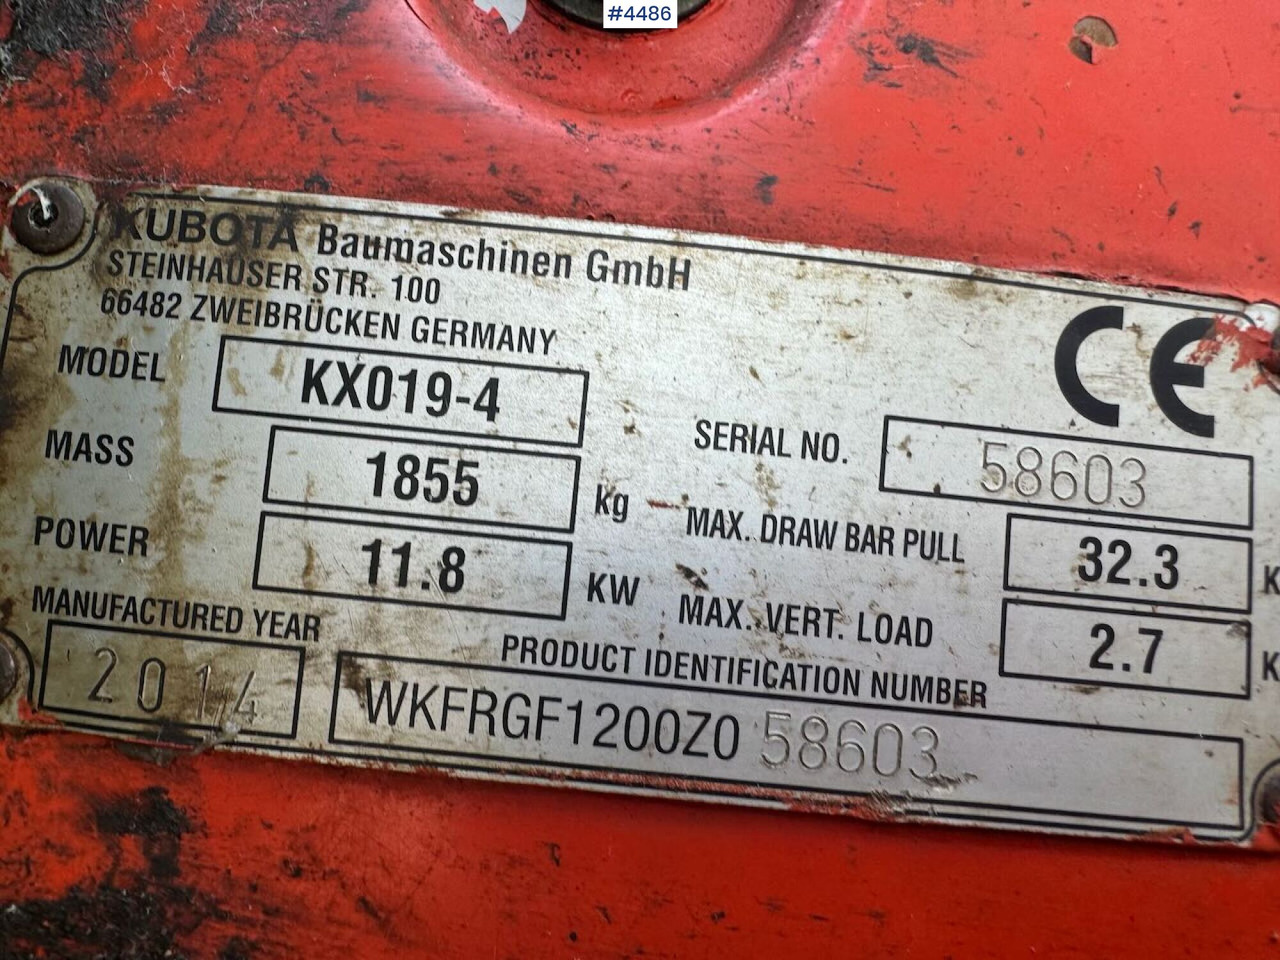 #4486
KUBOTA Baumaschinen GmbH
STEINHAUSER STR. 100
66482 ZWEIBRÜCKEN GERMANY
CE
MODEL KX019-4
MASS 1855 kg
POWER 11.8 KW
MANUFACTURED YEAR
2014
SERIAL NO. 58603
MAX. DRAW BAR PULL 32.3 K
MAX. VERT. LOAD 2.7 K
PRODUCT IDENTIFICATION NUMBER
WKFRGF1200Z058603